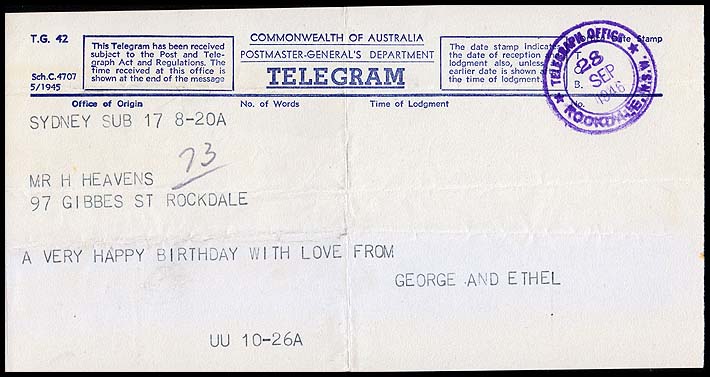 T.G. 42
Sch.C.4707
5/1945
This Telegram has been received
subject to the Post and Tele-
graph Act and Regulations. The
time received at this office is
shown at the end of the message
COMMONWEALTH OF AUSTRALIA
POSTMASTER-GENERAL'S DEPARTMENT
TELEGRAM
The date stamp indicates
the date of reception
lodgment also, unless
earlier date is shown
the time of lodgment.
Date Stamp
TELEGRAPH OFFICE
28
SEP
1946
B.
No.
ROCKDALE, N.S.W.
Office of Origin No. of Words Time of Lodgment
SYDNEY SUB 17 8-20A
73
MR H HEAVENS
97 GIBBES ST ROCKDALE
A VERY HAPPY BIRTHDAY WITH LOVE FROM
GEORGE AND ETHEL
UU 10-26A